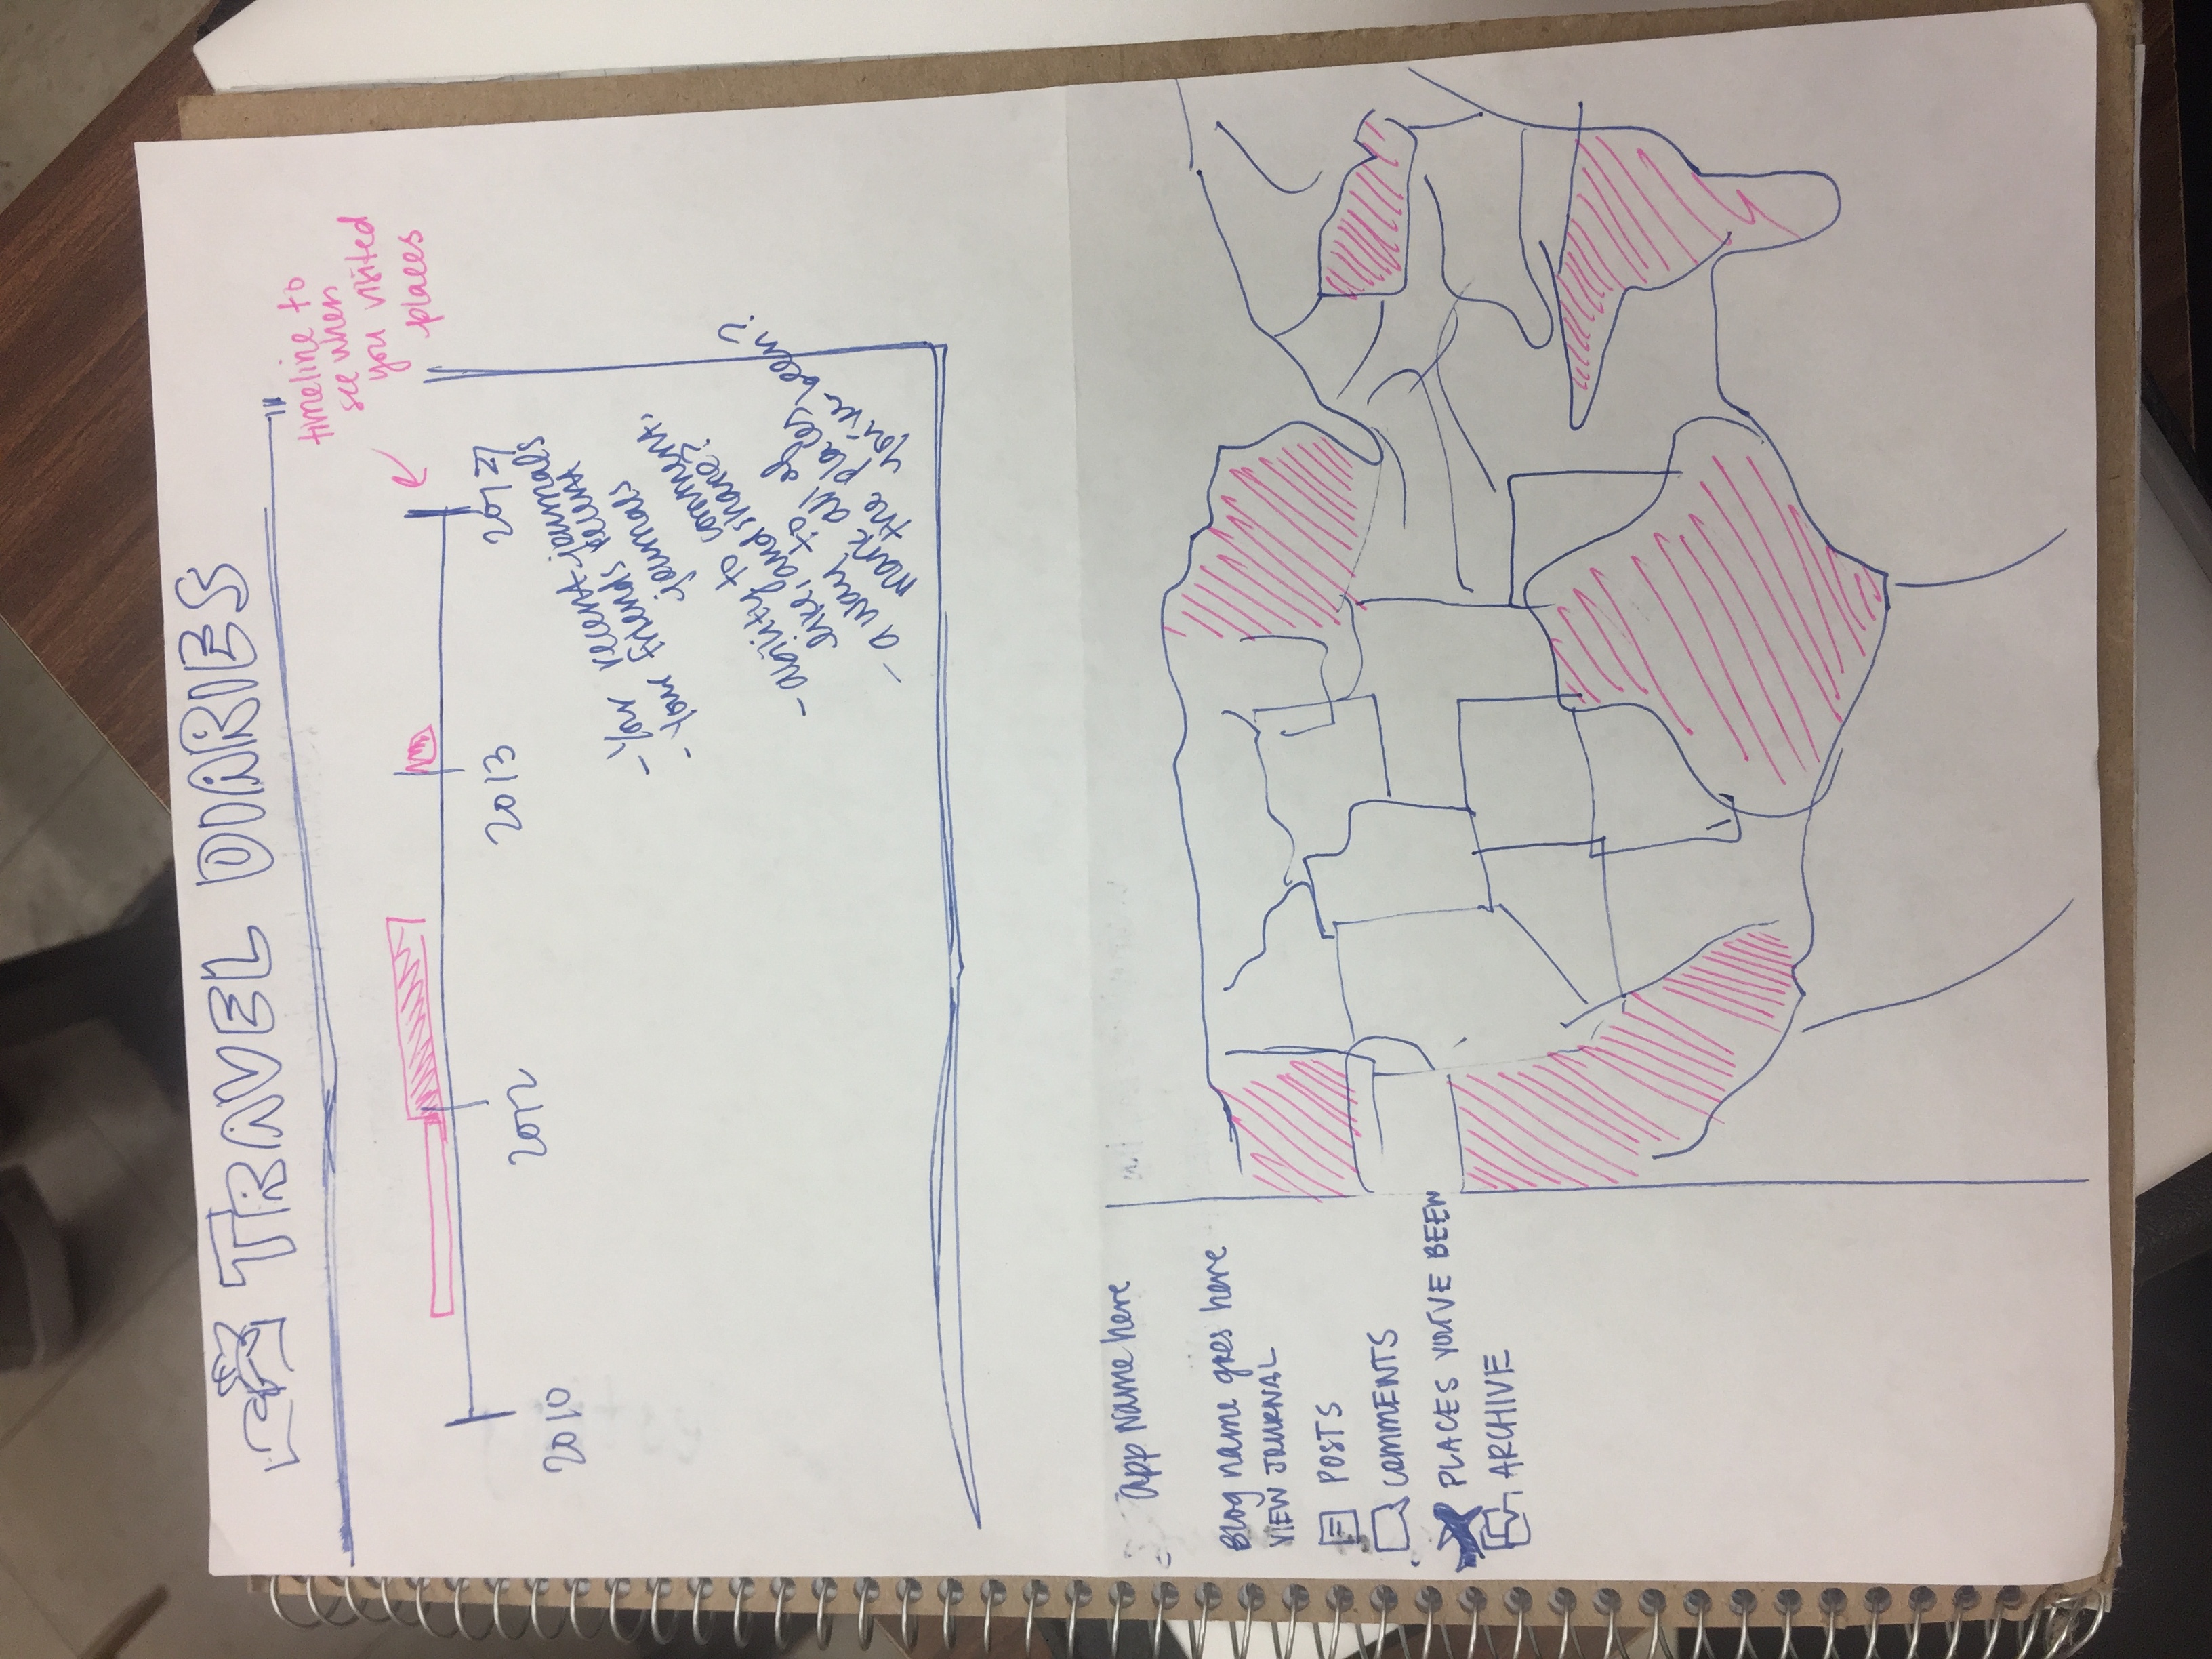 TRAVEL DIARIES
timeline to
see when
you visited
places
2010
2012
2013
- Your recent journals
- Your friends recent
journals
- ability to comment,
like, and share?
- a way to
mark all of
the places
you've been?
App Name here
Blog name goes here
VIEW JOURNAL
POSTS
COMMENTS
PLACES YOU'VE BEEN
ARCHIVE